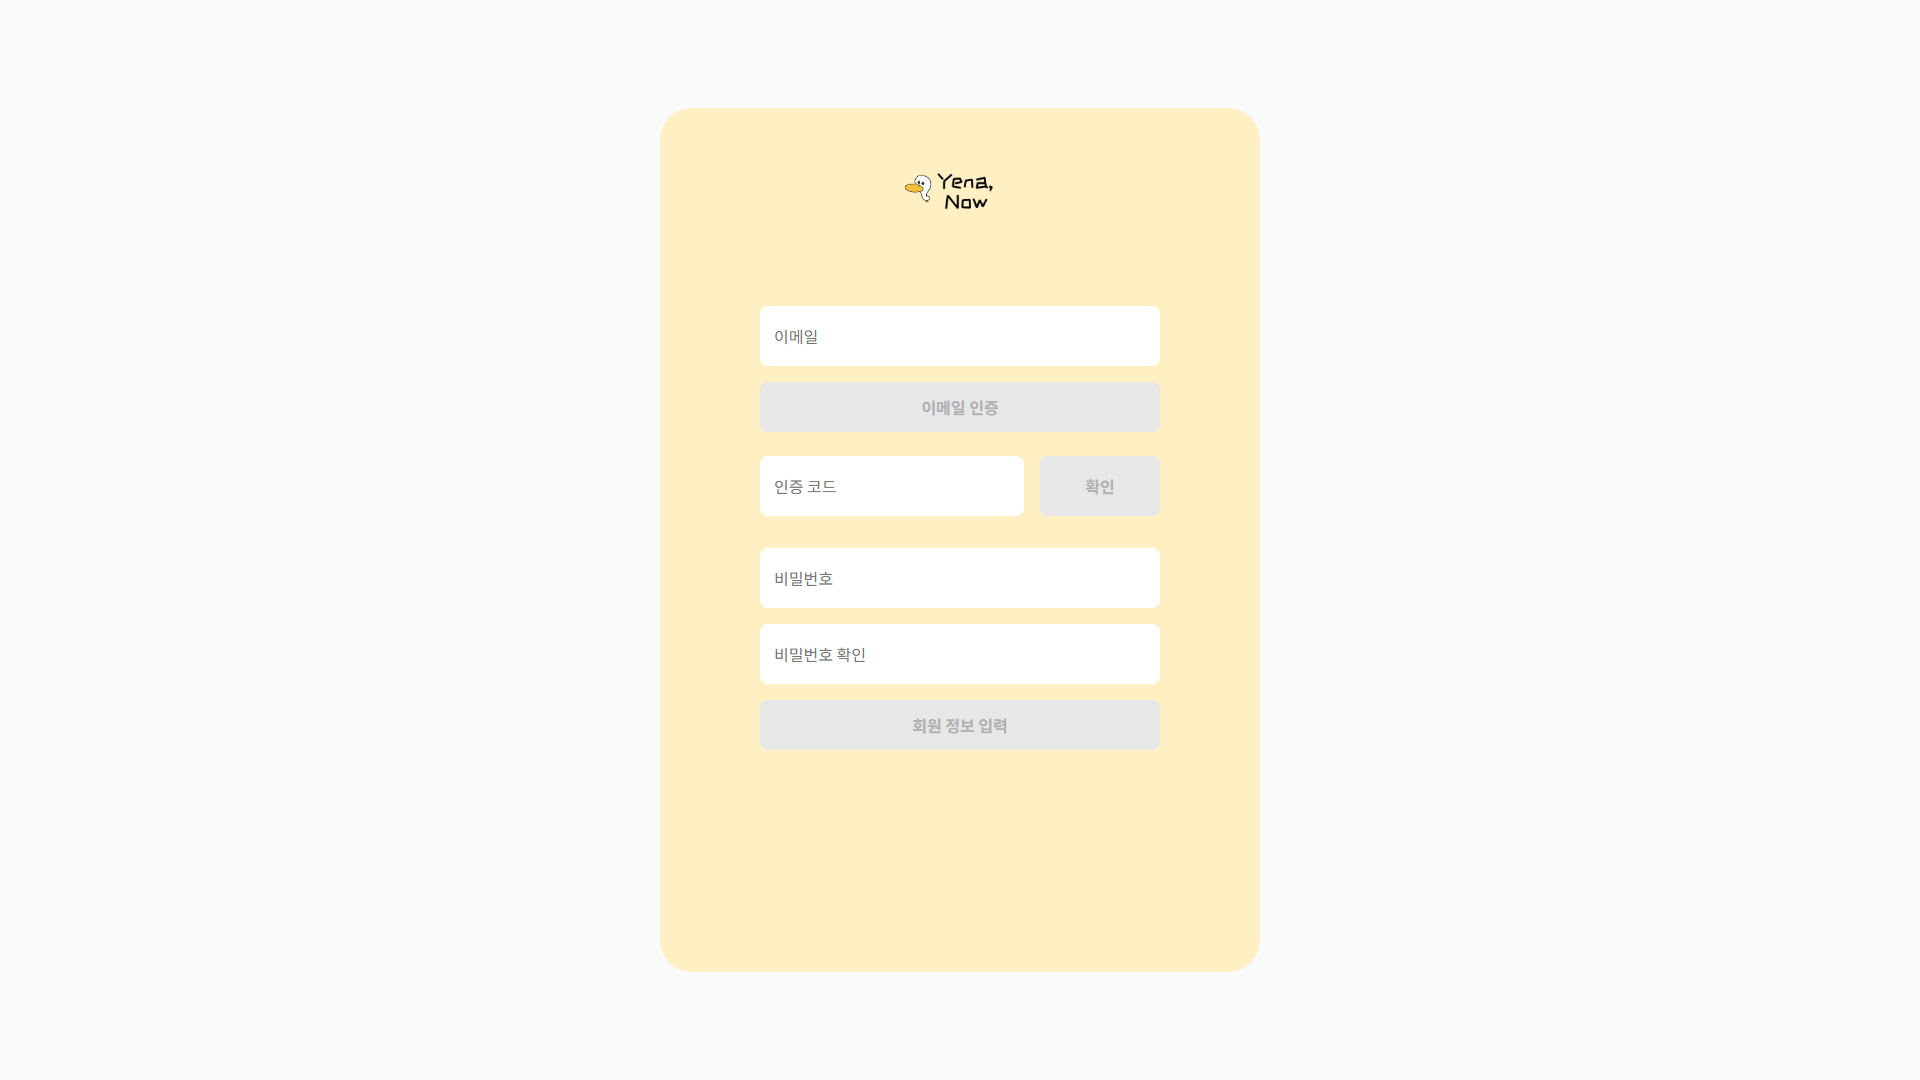 Yena,
Now
이메일
이메일 인증
인증 코드
확인
비밀번호
비밀번호 확인
회원 정보 입력